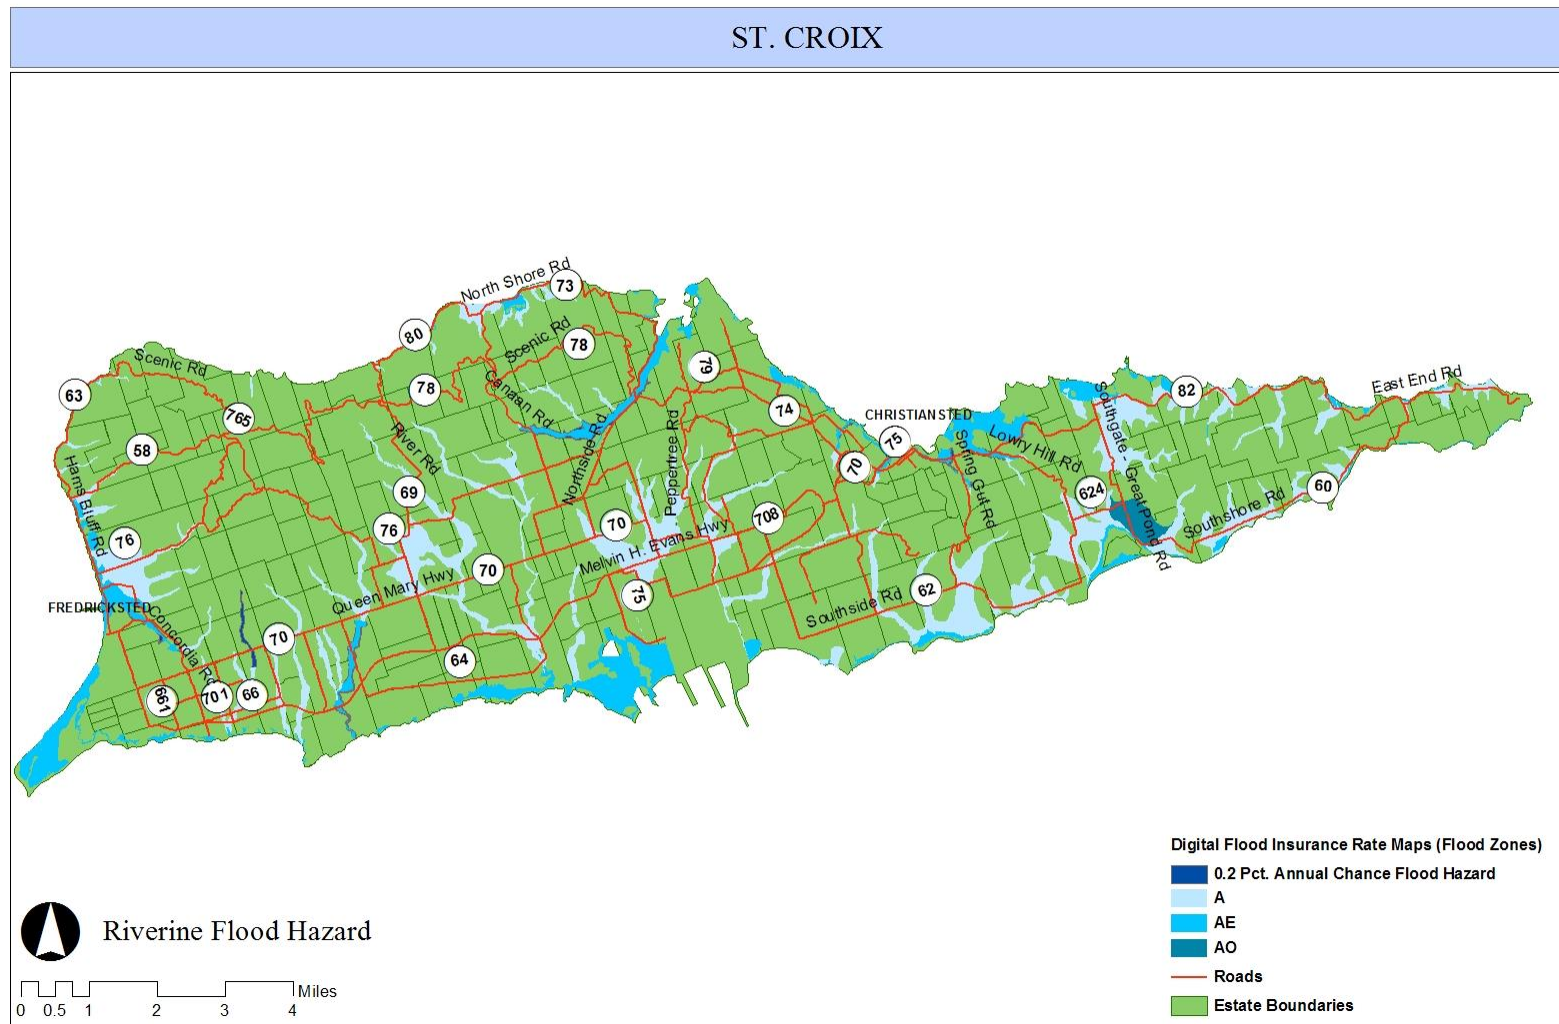 ST. CROIX
North Shore Rd
73
80
Scenic Rd
78
Scenic Rd
63
78
79
Canaan Rd
74
765
58
River Rd
Northside Rd
Peppertree Rd
CHRISTIANSTED
75
70
Spring Gut Rd
Lowry Hill Rd
Southgate - Great Pond Rd
82
East End Rd
Hams Bluff Rd
69
76
76
70
708
624
60
Southshore Rd
Melvin H. Evans Hwy
70
Queen Mary Hwy
75
62
Southside Rd
FREDRICKSTED
Concordia Rd
70
64
661
701
66
Digital Flood Insurance Rate Maps (Flood Zones)
0.2 Pct. Annual Chance Flood Hazard
A
AE
AO
Roads
Estate Boundaries
Riverine Flood Hazard
Miles
0 0.5 1 2 3 4